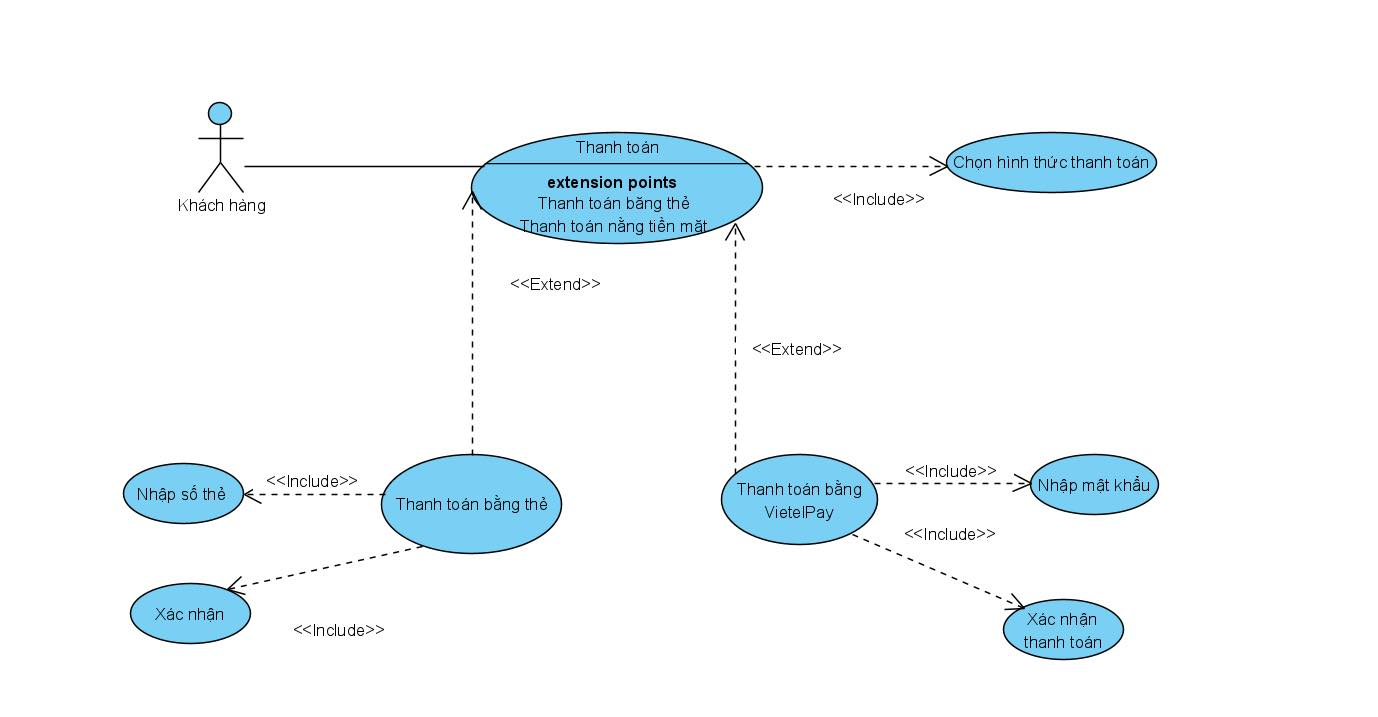 Thanh toán
extension points
Thanh toán băng thẻ
Thanh toán nằng tiền mặt
Chọn hình thức thanh toán
<<Include>>
Khách hàng
<<Extend>>
<<Extend>>
Nhập số thẻ
<<Include>>
Thanh toán bằng thẻ
Thanh toán bằng
VietelPay
<<Include>>
Nhập mật khẩu
<<Include>>
Xác nhận
<<Include>>
Xác nhận
thanh toán